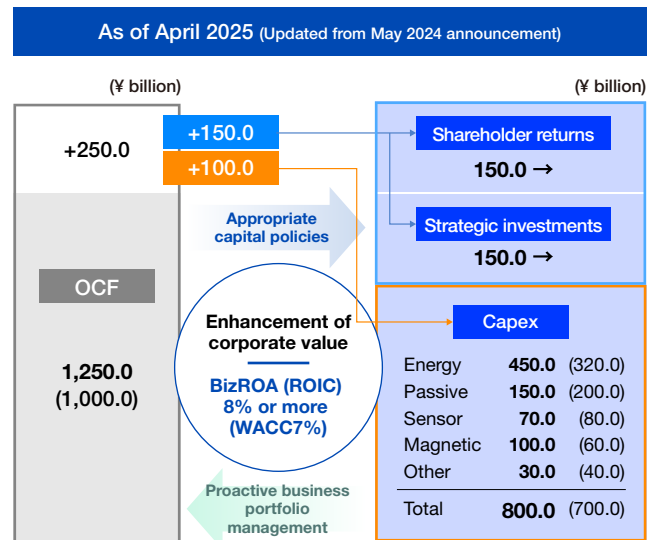 As of April 2025 (Updated from May 2024 announcement)
(¥ billion)
(¥ billion)
+250.0
+150.0
+100.0
Shareholder returns
150.0 →
Appropriate
capital policies
Strategic investments
150.0 →
OCF
1,250.0
(1,000.0)
Enhancement of
corporate value
BizROA (ROIC)
8% or more
(WACC7%)
Proactive business
portfolio
management
Capex
Energy 450.0 (320.0)
Passive 150.0 (200.0)
Sensor 70.0 (80.0)
Magnetic 100.0 (60.0)
Other 30.0 (40.0)
Total 800.0 (700.0)